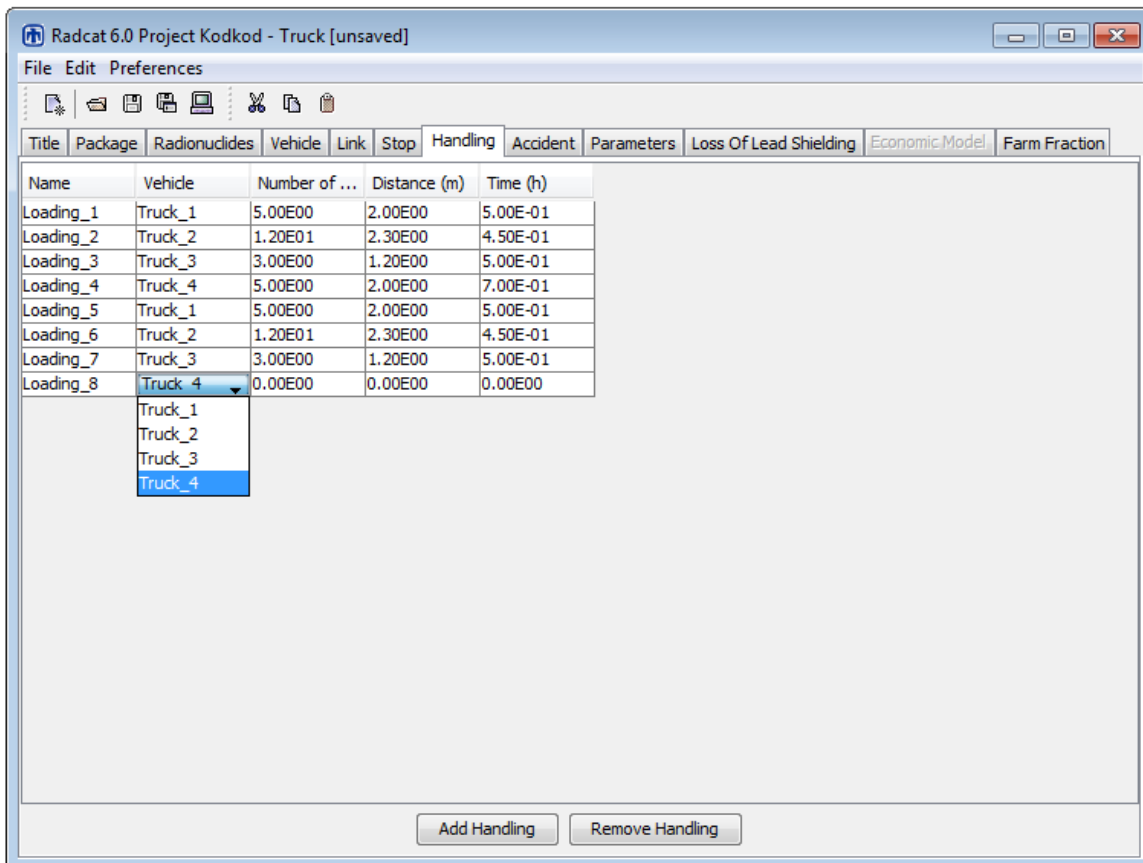 Radcat 6.0 Project Kodkod - Truck [unsaved]
File Edit Preferences
Title Package Radionuclides Vehicle Link Stop Handling Accident Parameters Loss Of Lead Shielding Economic Model Farm Fraction
Name Vehicle Number of ... Distance (m) Time (h)
Loading_1 Truck_1 5.00E00 2.00E00 5.00E-01
Loading_2 Truck_2 1.20E01 2.30E00 4.50E-01
Loading_3 Truck_3 3.00E00 1.20E00 5.00E-01
Loading_4 Truck_4 5.00E00 2.00E00 7.00E-01
Loading_5 Truck_1 5.00E00 2.00E00 5.00E-01
Loading_6 Truck_2 1.20E01 2.30E00 4.50E-01
Loading_7 Truck_3 3.00E00 1.20E00 5.00E-01
Loading_8 Truck_4 0.00E00 0.00E00 0.00E00
Truck_1
Truck_2
Truck_3
Truck_4
Add Handling Remove Handling